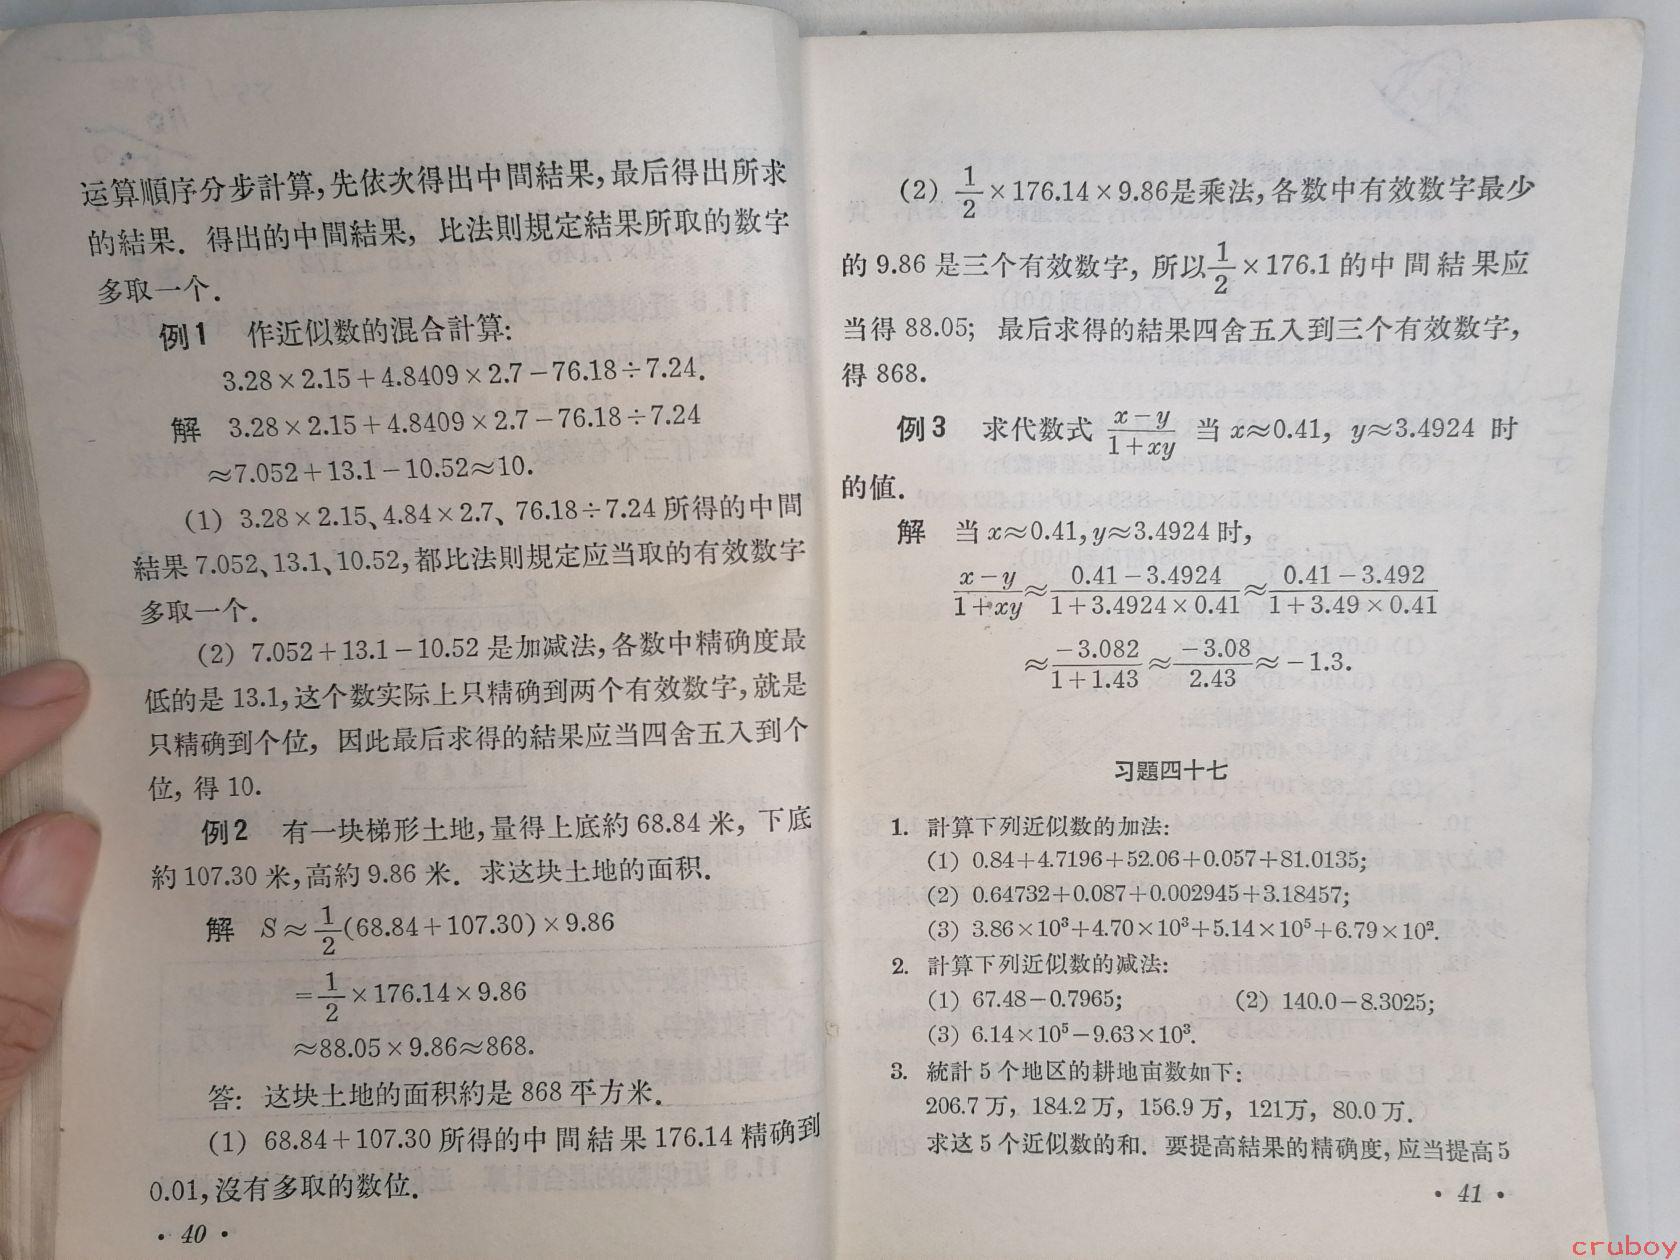 运算順序分步計算,先依次得出中間結果,最后得出所求
的結果. 得出的中間結果, 比法則規定結果所取的数字
多取一个.
例1 作近似数的混合計算:
3.28×2.15+4.8409×2.7−76.18÷7.24.
解 3.28×2.15+4.8409×2.7−76.18÷7.24
≈7.052+13.1−10.52≈10.
(1) 3.28×2.15、4.84×2.7、76.18÷7.24 所得的中間
結果 7.052、13.1、10.52,都比法則規定应当取的有效数字
多取一个.
(2) 7.052+13.1−10.52 是加减法,各数中精确度最
低的是 13.1,这个数实际上只精确到两个有效数字,就是
只精确到个位, 因此最后求得的結果应当四舍五入到个
位, 得 10.
例2 有一块梯形土地,量得上底約 68.84 米, 下底
約 107.30 米,高約 9.86 米. 求这块土地的面积.
解 S≈1/2(68.84+107.30)×9.86
=1/2×176.14×9.86
≈88.05×9.86≈868.
答: 这块土地的面积約是 868 平方米.
(1) 68.84+107.30 所得的中間結果 176.14 精确到
0.01,沒有多取的数位.
· 40 ·
(2) 1/2×176.14×9.86是乘法,各数中有效数字最少
的 9.86 是三个有效数字, 所以1/2×176.1 的中間結果应
当得 88.05; 最后求得的結果四舍五入到三个有效数字,
得 868.
例3 求代数式 (x−y)/(1+xy) 当 x≈0.41, y≈3.4924 时
的値.
解 当 x≈0.41, y≈3.4924 时,
(x−y)/(1+xy)≈(0.41−3.4924)/(1+3.4924×0.41)≈(0.41−3.492)/(1+3.49×0.41)
≈(−3.082)/(1+1.43)≈(−3.08)/2.43≈−1.3.
习題四十七
1. 計算下列近似数的加法:
(1) 0.84+4.7196+52.06+0.057+81.0135;
(2) 0.64732+0.087+0.002945+3.18457;
(3) 3.86×10³+4.70×10³+5.14×10⁵+6.79×10².
2. 計算下列近似数的减法:
(1) 67.48−0.7965; (2) 140.0−8.3025;
(3) 6.14×10⁵−9.63×10³.
3. 統計 5 个地区的耕地亩数如下:
206.7 万, 184.2 万, 156.9 万, 121万, 80.0 万.
求这 5 个近似数的和. 要提高結果的精确度,应当提高5
· 41 ·
cruboy